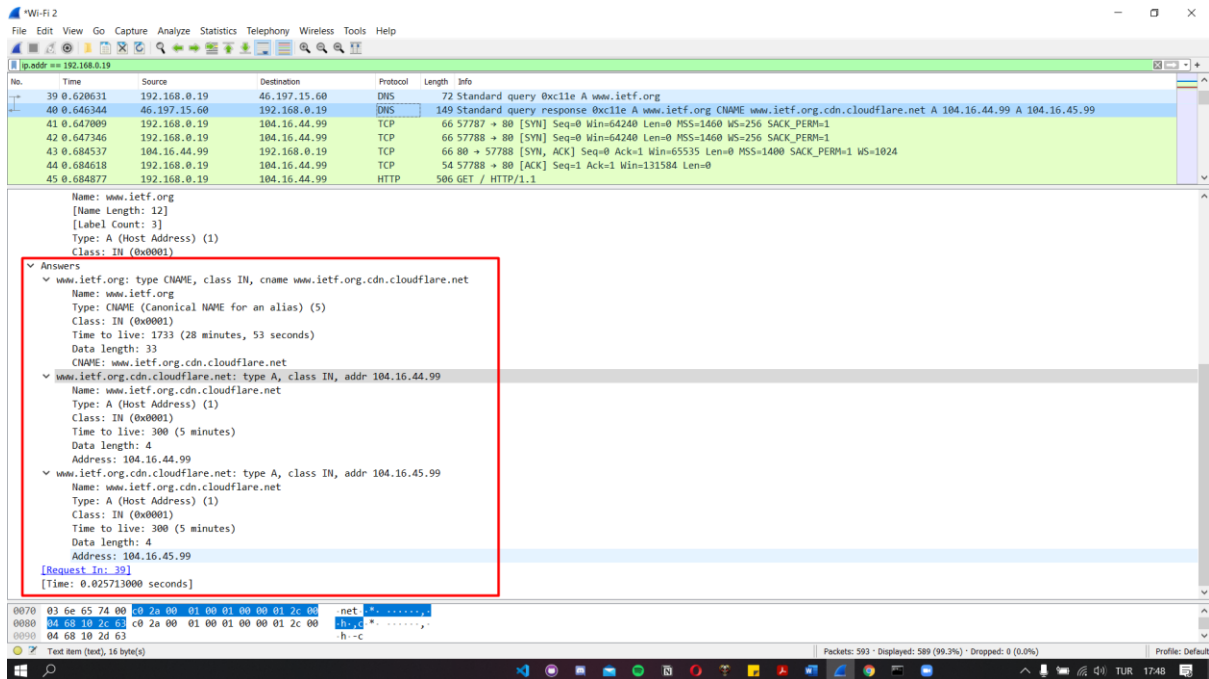 *Wi-Fi 2
File Edit View Go Capture Analyze Statistics Telephony Wireless Tools Help
ip.addr == 192.168.0.19
No. Time Source Destination Protocol Length Info
39 0.620631 192.168.0.19 46.197.15.60 DNS 72 Standard query 0xc11e A www.ietf.org
40 0.646344 46.197.15.60 192.168.0.19 DNS 149 Standard query response 0xc11e A www.ietf.org CNAME www.ietf.org.cdn.cloudflare.net A 104.16.44.99 A 104.16.45.99
41 0.647009 192.168.0.19 104.16.44.99 TCP 66 57787 → 80 [SYN] Seq=0 Win=64240 Len=0 MSS=1460 WS=256 SACK_PERM=1
42 0.647346 192.168.0.19 104.16.44.99 TCP 66 57788 → 80 [SYN] Seq=0 Win=64240 Len=0 MSS=1460 WS=256 SACK_PERM=1
43 0.684537 104.16.44.99 192.168.0.19 TCP 66 80 → 57788 [SYN, ACK] Seq=0 Ack=1 Win=65535 Len=0 MSS=1400 SACK_PERM=1 WS=1024
44 0.684618 192.168.0.19 104.16.44.99 TCP 54 57788 → 80 [ACK] Seq=1 Ack=1 Win=131584 Len=0
45 0.684877 192.168.0.19 104.16.44.99 HTTP 506 GET / HTTP/1.1
Name: www.ietf.org
[Name Length: 12]
[Label Count: 3]
Type: A (Host Address) (1)
Class: IN (0x0001)
Answers
www.ietf.org: type CNAME, class IN, cname www.ietf.org.cdn.cloudflare.net
Name: www.ietf.org
Type: CNAME (Canonical NAME for an alias) (5)
Class: IN (0x0001)
Time to live: 1733 (28 minutes, 53 seconds)
Data length: 33
CNAME: www.ietf.org.cdn.cloudflare.net
www.ietf.org.cdn.cloudflare.net: type A, class IN, addr 104.16.44.99
Name: www.ietf.org.cdn.cloudflare.net
Type: A (Host Address) (1)
Class: IN (0x0001)
Time to live: 300 (5 minutes)
Data length: 4
Address: 104.16.44.99
www.ietf.org.cdn.cloudflare.net: type A, class IN, addr 104.16.45.99
Name: www.ietf.org.cdn.cloudflare.net
Type: A (Host Address) (1)
Class: IN (0x0001)
Time to live: 300 (5 minutes)
Data length: 4
Address: 104.16.45.99
[Request In: 39]
[Time: 0.025713000 seconds]
0070 03 6e 65 74 00 c0 2a 00 01 00 01 00 00 01 2c 00 ·net··*· ······,·
0080 04 68 10 2c 63 c0 2a 00 01 00 01 00 00 01 2c 00 ·h·,c·*· ······,·
0090 04 68 10 2d 63 ·h·-c
Text item (text), 16 byte(s) Packets: 593 · Displayed: 589 (99.3%) · Dropped: 0 (0.0%) Profile: Default
TUR 17:48